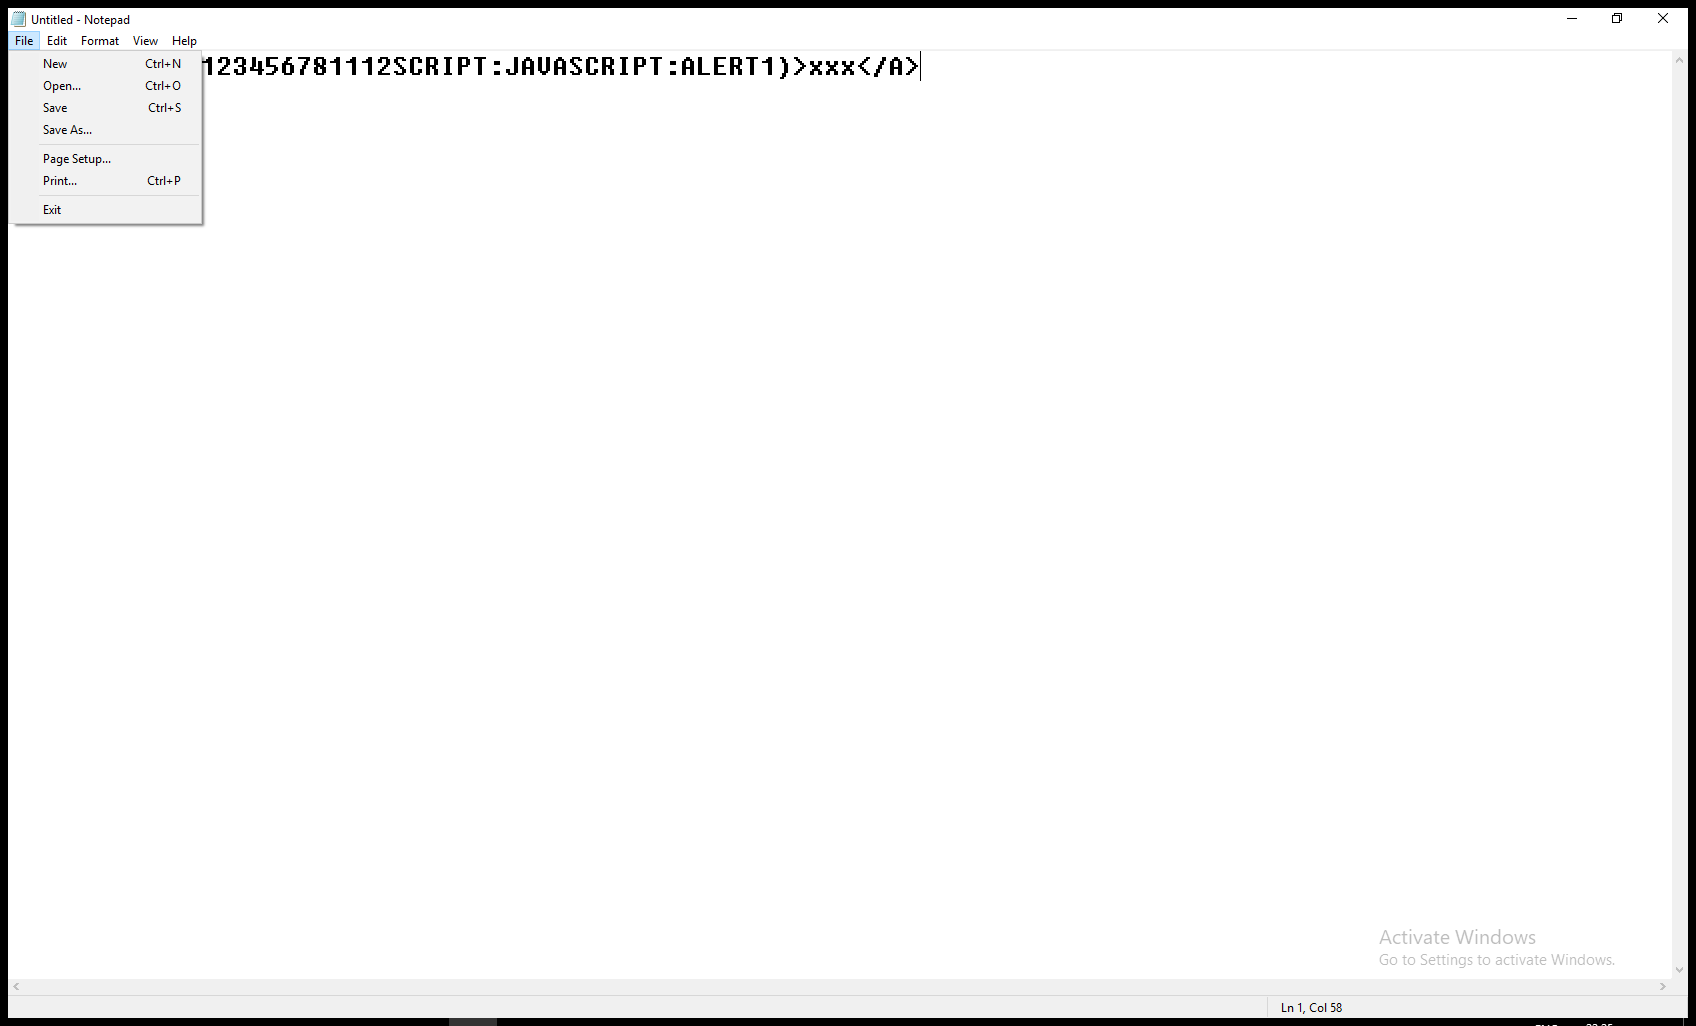 Untitled - Notepad
File Edit Format View Help
New Ctrl+N
Open... Ctrl+O
Save Ctrl+S
Save As...
Page Setup...
Print... Ctrl+P
Exit
123456781112SCRIPT:JAVASCRIPT:ALERT1)>xxx</A>
Activate Windows
Go to Settings to activate Windows.
Ln 1, Col 58